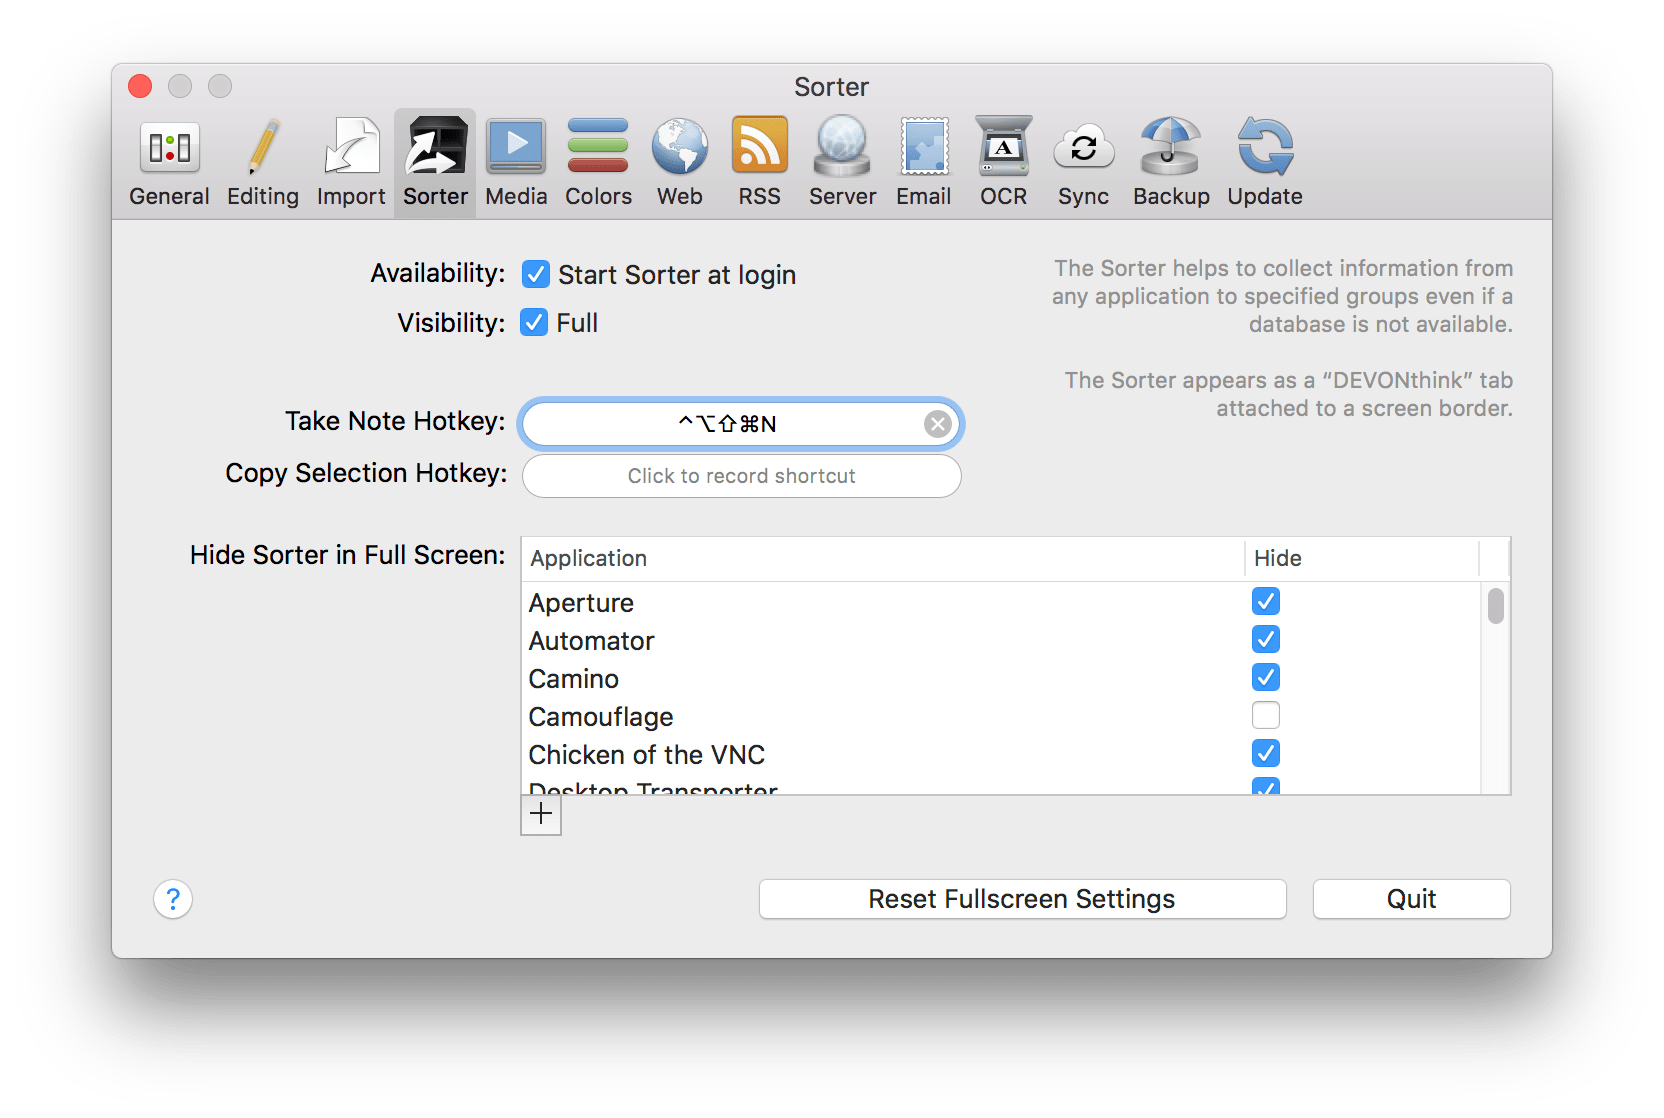 Sorter
General Editing Import Sorter Media Colors Web RSS Server Email OCR Sync Backup Update
Availability: Start Sorter at login
Visibility: Full
The Sorter helps to collect information from
any application to specified groups even if a
database is not available.
The Sorter appears as a “DEVONthink” tab
attached to a screen border.
Take Note Hotkey: ^⌥⇧⌘N
Copy Selection Hotkey: Click to record shortcut
Hide Sorter in Full Screen:
Application Hide
Aperture
Automator
Camino
Camouflage
Chicken of the VNC
Desktop Transporter
+
? Reset Fullscreen Settings Quit